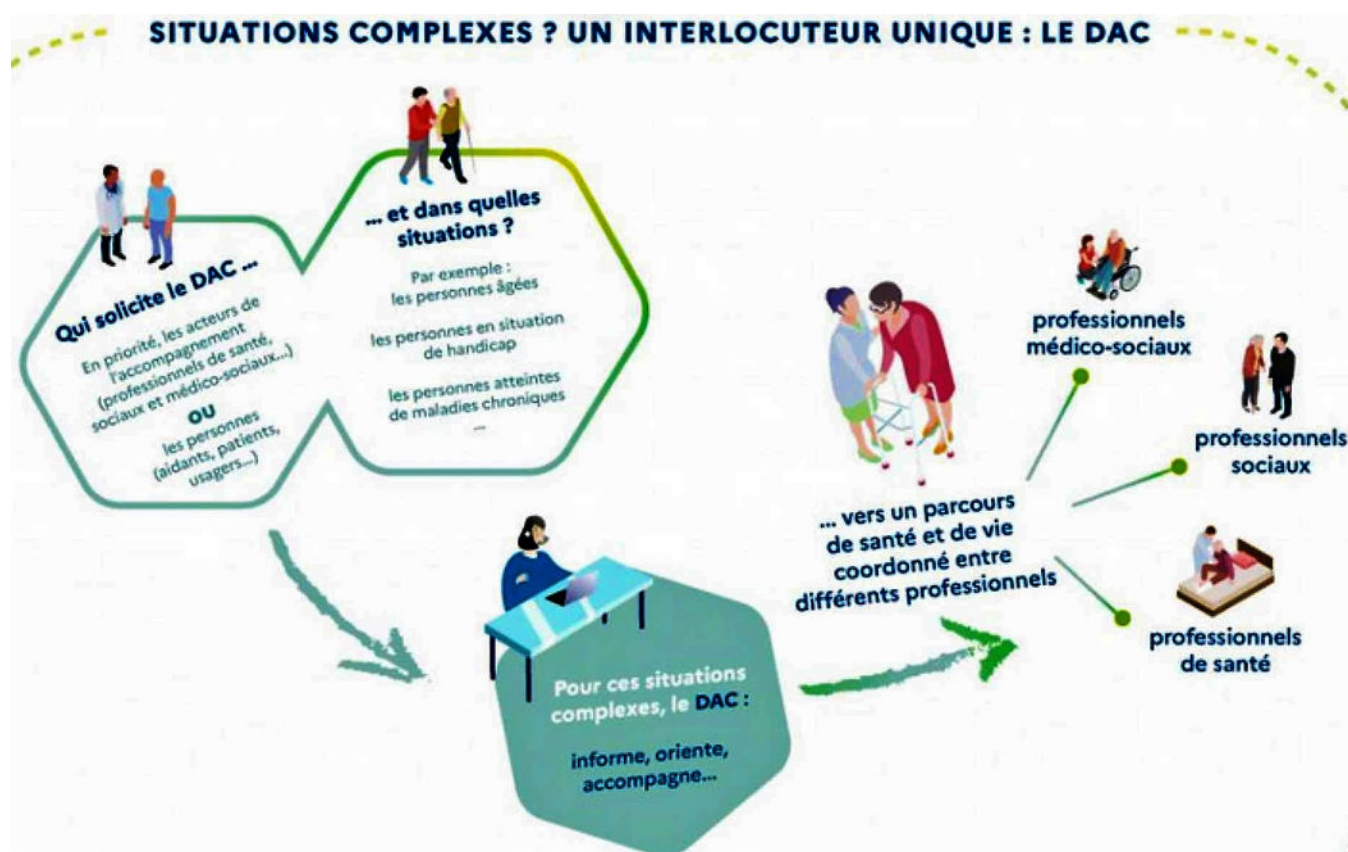 SITUATIONS COMPLEXES ? UN INTERLOCUTEUR UNIQUE : LE DAC
Qui solicite le DAC ...
En priorité, les acteurs de
l'accompagnement
(professionnels de santé,
sociaux et médico-sociaux...)
OU
les personnes
(aidants, patients,
usagers...)
... et dans quelles
situations ?
Par exemple :
les personnes âgées
les personnes en situation
de handicap
les personnes atteintes
de maladies chroniques
...
Pour ces situations
complexes, le DAC :
informe, oriente,
accompagne...
... vers un parcours
de santé et de vie
coordonné entre
différents professionnels
professionnels
médico-sociaux
professionnels
sociaux
professionnels
de santé